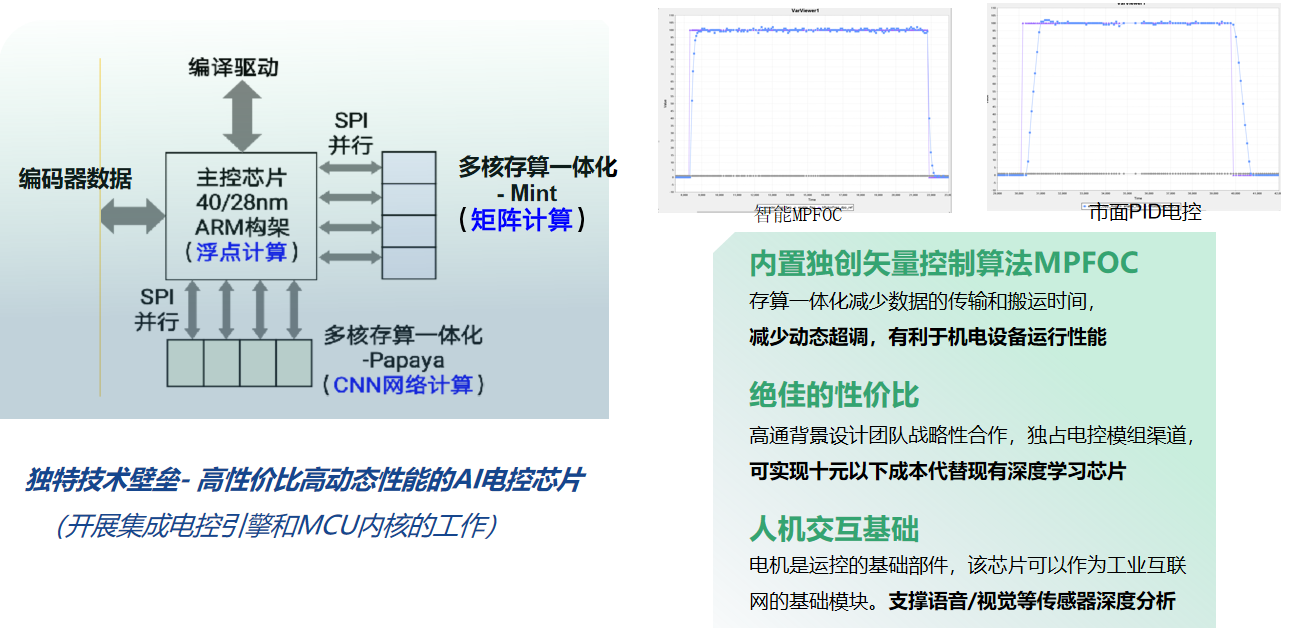 编译驱动
SPI
并行
编码器数据
主控芯片
40/28nm
ARM构架
(浮点计算)
多核存算一体化
- Mint
(矩阵计算)
SPI
并行
多核存算一体化
-Papaya
(CNN网络计算)
独特技术壁垒- 高性价比高动态性能的AI电控芯片
(开展集成电控引擎和MCU内核的工作)
VarViewer1
智能MPFOC
市面PID电控
内置独创矢量控制算法MPFOC
存算一体化减少数据的传输和搬运时间，
减少动态超调，有利于机电设备运行性能
绝佳的性价比
高通背景设计团队战略性合作，独占电控模组渠道，
可实现十元以下成本代替现有深度学习芯片
人机交互基础
电机是运控的基础部件，该芯片可以作为工业互联
网的基础模块。支撑语音/视觉等传感器深度分析